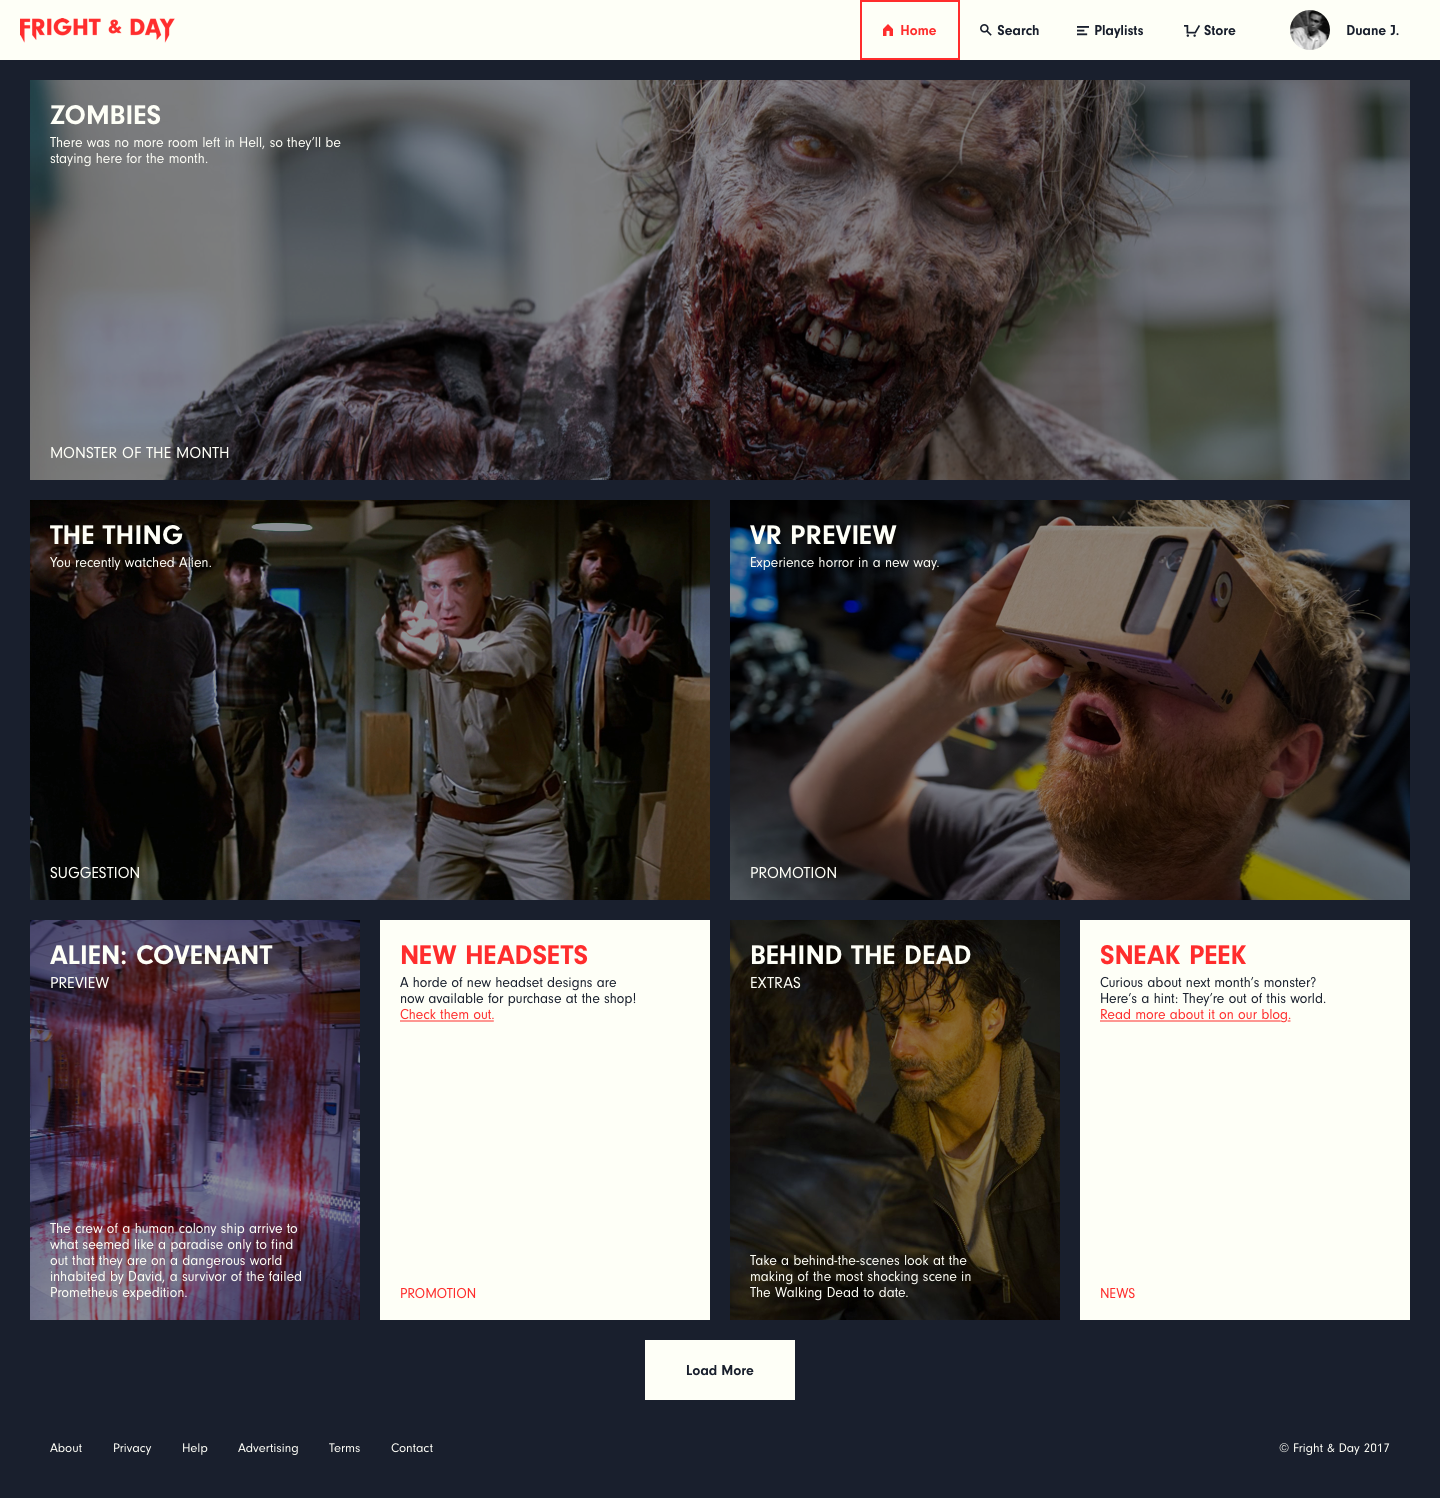 FRIGHT & DAY
Home
Search
Playlists
Store
Duane J.
ZOMBIES
There was no more room left in Hell, so they’ll be
staying here for the month.
MONSTER OF THE MONTH
THE THING
You recently watched Alien.
SUGGESTION
VR PREVIEW
Experience horror in a new way.
PROMOTION
ALIEN: COVENANT
PREVIEW
The crew of a human colony ship arrive to
what seemed like a paradise only to find
out that they are on a dangerous world
inhabited by David, a survivor of the failed
Prometheus expedition.
NEW HEADSETS
A horde of new headset designs are
now available for purchase at the shop!
Check them out.
PROMOTION
BEHIND THE DEAD
EXTRAS
Take a behind-the-scenes look at the
making of the most shocking scene in
The Walking Dead to date.
SNEAK PEEK
Curious about next month’s monster?
Here’s a hint: They’re out of this world.
Read more about it on our blog.
NEWS
Load More
About
Privacy
Help
Advertising
Terms
Contact
© Fright & Day 2017